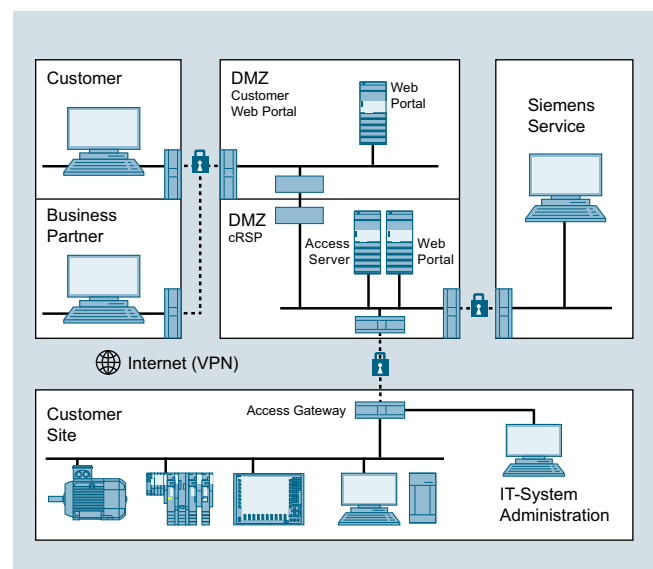 Customer
DMZ
Customer
Web Portal
Web
Portal
Siemens
Service
Business
Partner
DMZ
cRSP
Access
Server
Web
Portal
Internet (VPN)
Customer
Site
Access Gateway
IT-System
Administration